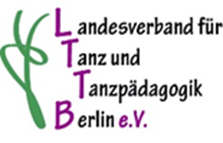 Landesverband für
Tanz und
Tanzpädagogik
Berlin e.V.